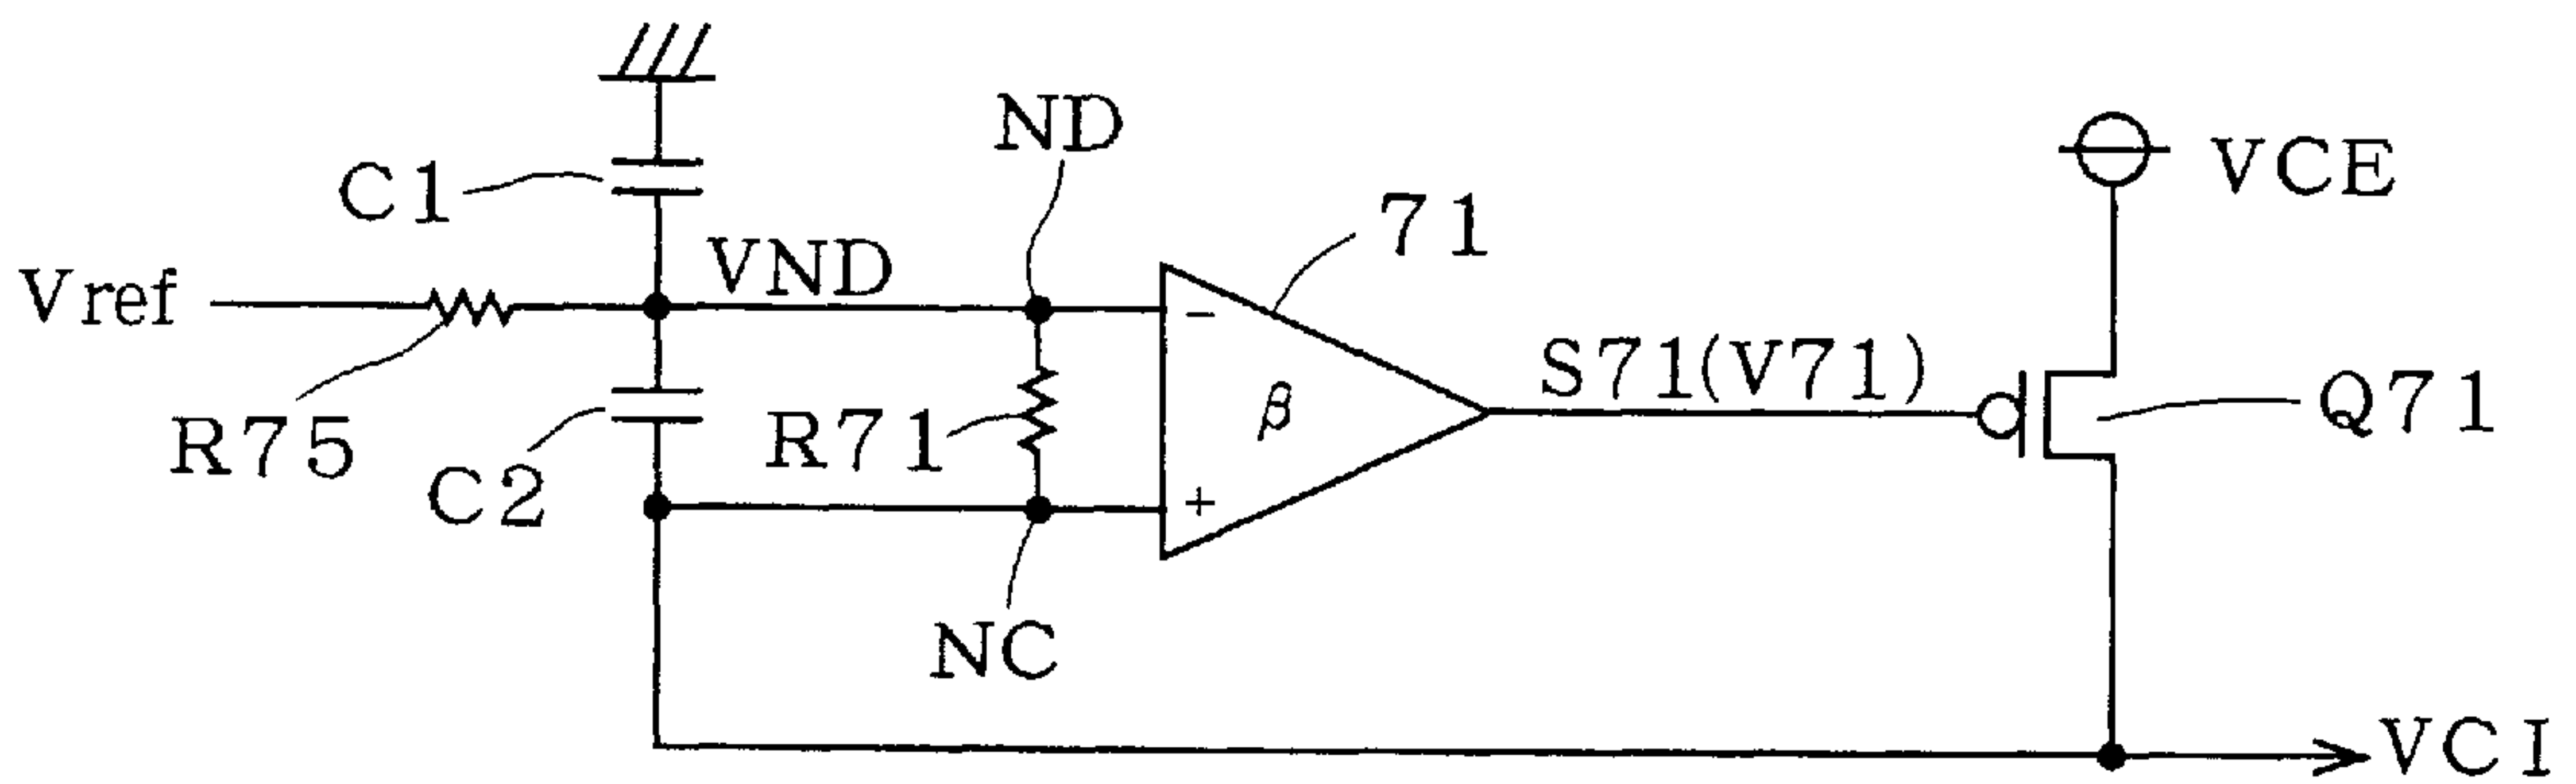 ND
VCE
C1
71
VND
Vref
-
S71(V71)
β
Q71
R71
R75
C2
+
NC
VCI